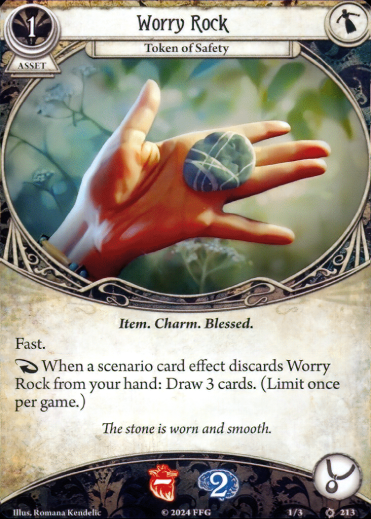 1
Worry Rock
ASSET
Token of Safety
Item. Charm. Blessed.
Fast.
When a scenario card effect discards Worry
Rock from your hand: Draw 3 cards. (Limit once
per game.)
The stone is worn and smooth.
7 2
Illus. Romana Kendelic © 2024 FFG 1/3 213